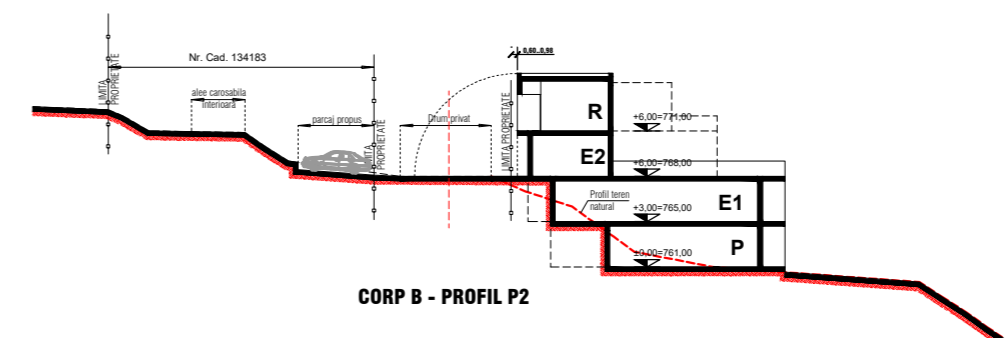 0,60..0,98
Nr. Cad. 134183
LIMITA
PROPRIETATE
alee carosabila
interioara
parcaj propus
LIMITA
PROPRIETATE
Drum privat
LIMITA PROPRIETATE
R
+6,00=771,00
E2
+6,00=768,00
Profil teren
natural
+3,00=765,00
E1
±0,00=761,00
P
CORP B - PROFIL P2